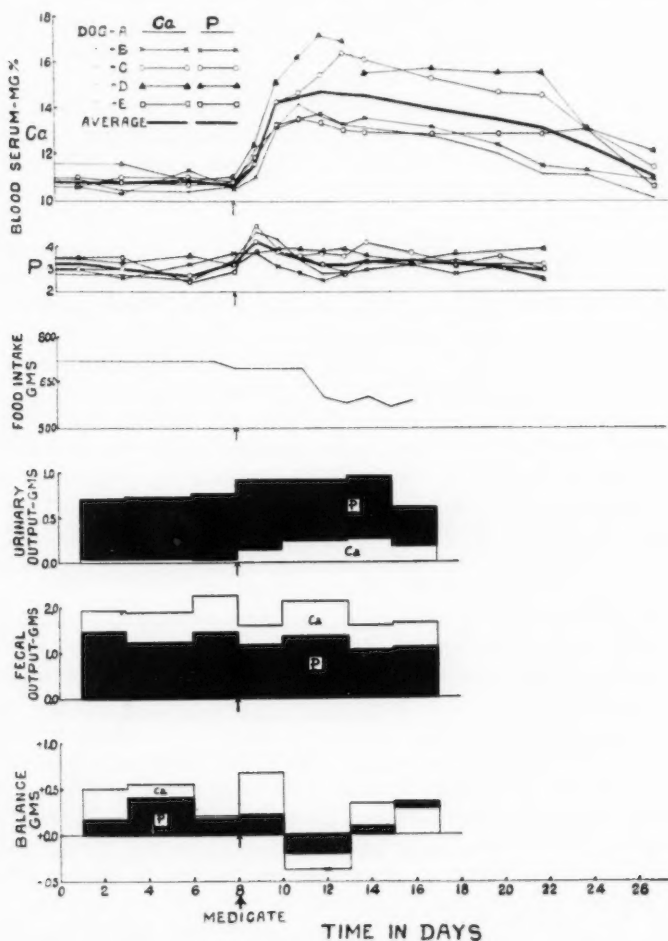 Ca P
DOG-A
-B
-C
-D
-E
AVERAGE
BLOOD SERUM-MG%
Ca
18
16
14
12
10
P
4
3
2
FOOD INTAKE
GMS
800
650
500
URINARY
OUTPUT-GMS
1.0
0.5
0.0
P
Ca
FECAL
OUTPUT-GMS
2.0
1.0
0.0
Ca
P
BALANCE
GMS
+1.0
+0.5
+0.0
-0.5
Ca
P
0 2 4 6 8 10 12 14 16 18 20 22 24 26
MEDICATE
TIME IN DAYS